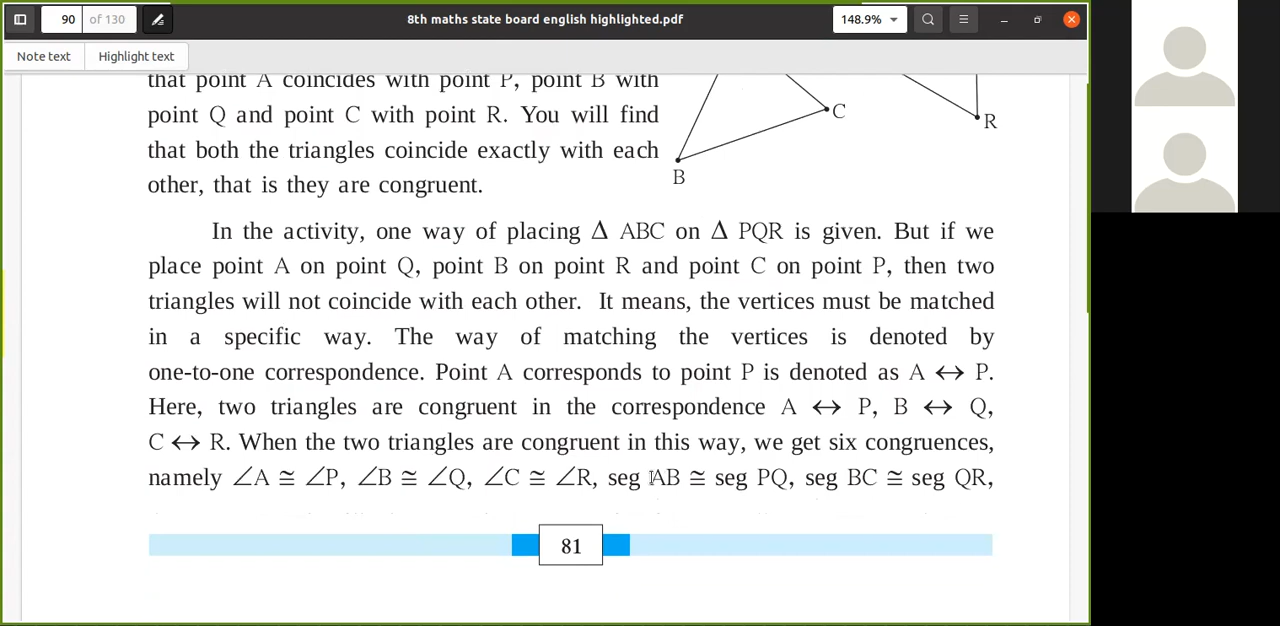 90 of 130
8th maths state board english highlighted.pdf
148.9%
Note text
Highlight text
that point A coincides with point P, point B with
point Q and point C with point R. You will find
that both the triangles coincide exactly with each
other, that is they are congruent.
C
R
B
In the activity, one way of placing Δ ABC on Δ PQR is given. But if we
place point A on point Q, point B on point R and point C on point P, then two
triangles will not coincide with each other. It means, the vertices must be matched
in a specific way. The way of matching the vertices is denoted by
one-to-one correspondence. Point A corresponds to point P is denoted as A ↔ P.
Here, two triangles are congruent in the correspondence A ↔ P, B ↔ Q,
C ↔ R. When the two triangles are congruent in this way, we get six congruences,
namely ∠A ≅ ∠P, ∠B ≅ ∠Q, ∠C ≅ ∠R, seg AB ≅ seg PQ, seg BC ≅ seg QR,
81